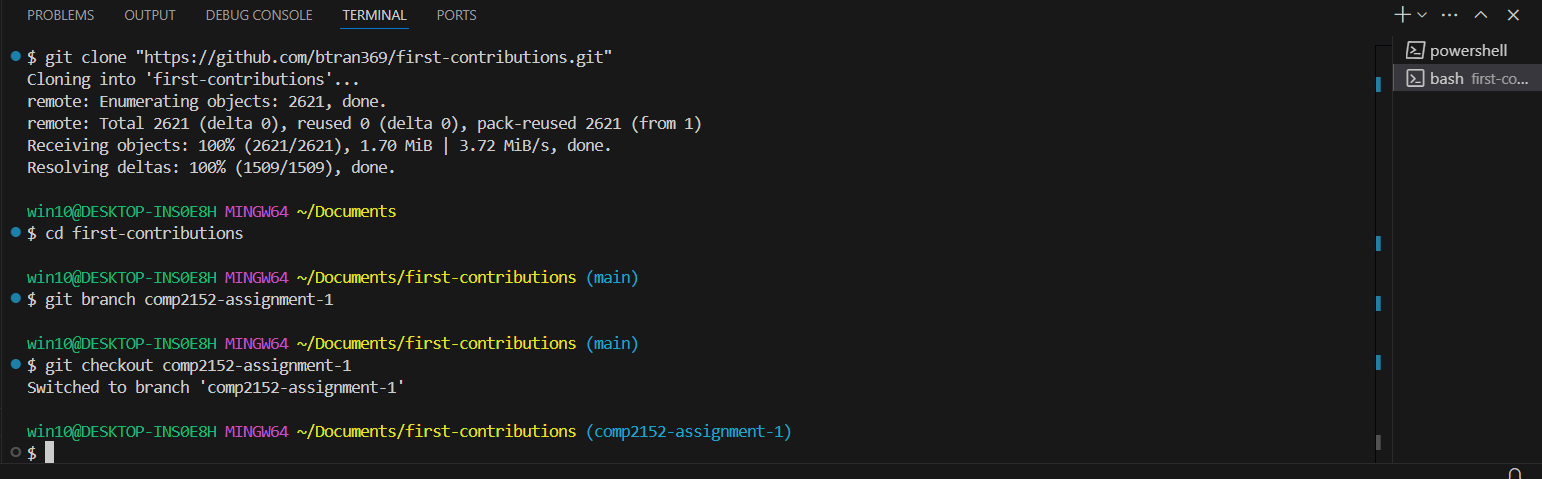 PROBLEMS OUTPUT DEBUG CONSOLE TERMINAL PORTS
$ git clone "https://github.com/btran369/first-contributions.git"
Cloning into 'first-contributions'...
remote: Enumerating objects: 2621, done.
remote: Total 2621 (delta 0), reused 0 (delta 0), pack-reused 2621 (from 1)
Receiving objects: 100% (2621/2621), 1.70 MiB | 3.72 MiB/s, done.
Resolving deltas: 100% (1509/1509), done.
win10@DESKTOP-INS0E8H MINGW64 ~/Documents
$ cd first-contributions
win10@DESKTOP-INS0E8H MINGW64 ~/Documents/first-contributions (main)
$ git branch comp2152-assignment-1
win10@DESKTOP-INS0E8H MINGW64 ~/Documents/first-contributions (main)
$ git checkout comp2152-assignment-1
Switched to branch 'comp2152-assignment-1'
win10@DESKTOP-INS0E8H MINGW64 ~/Documents/first-contributions (comp2152-assignment-1)
$
powershell
bash first-co...